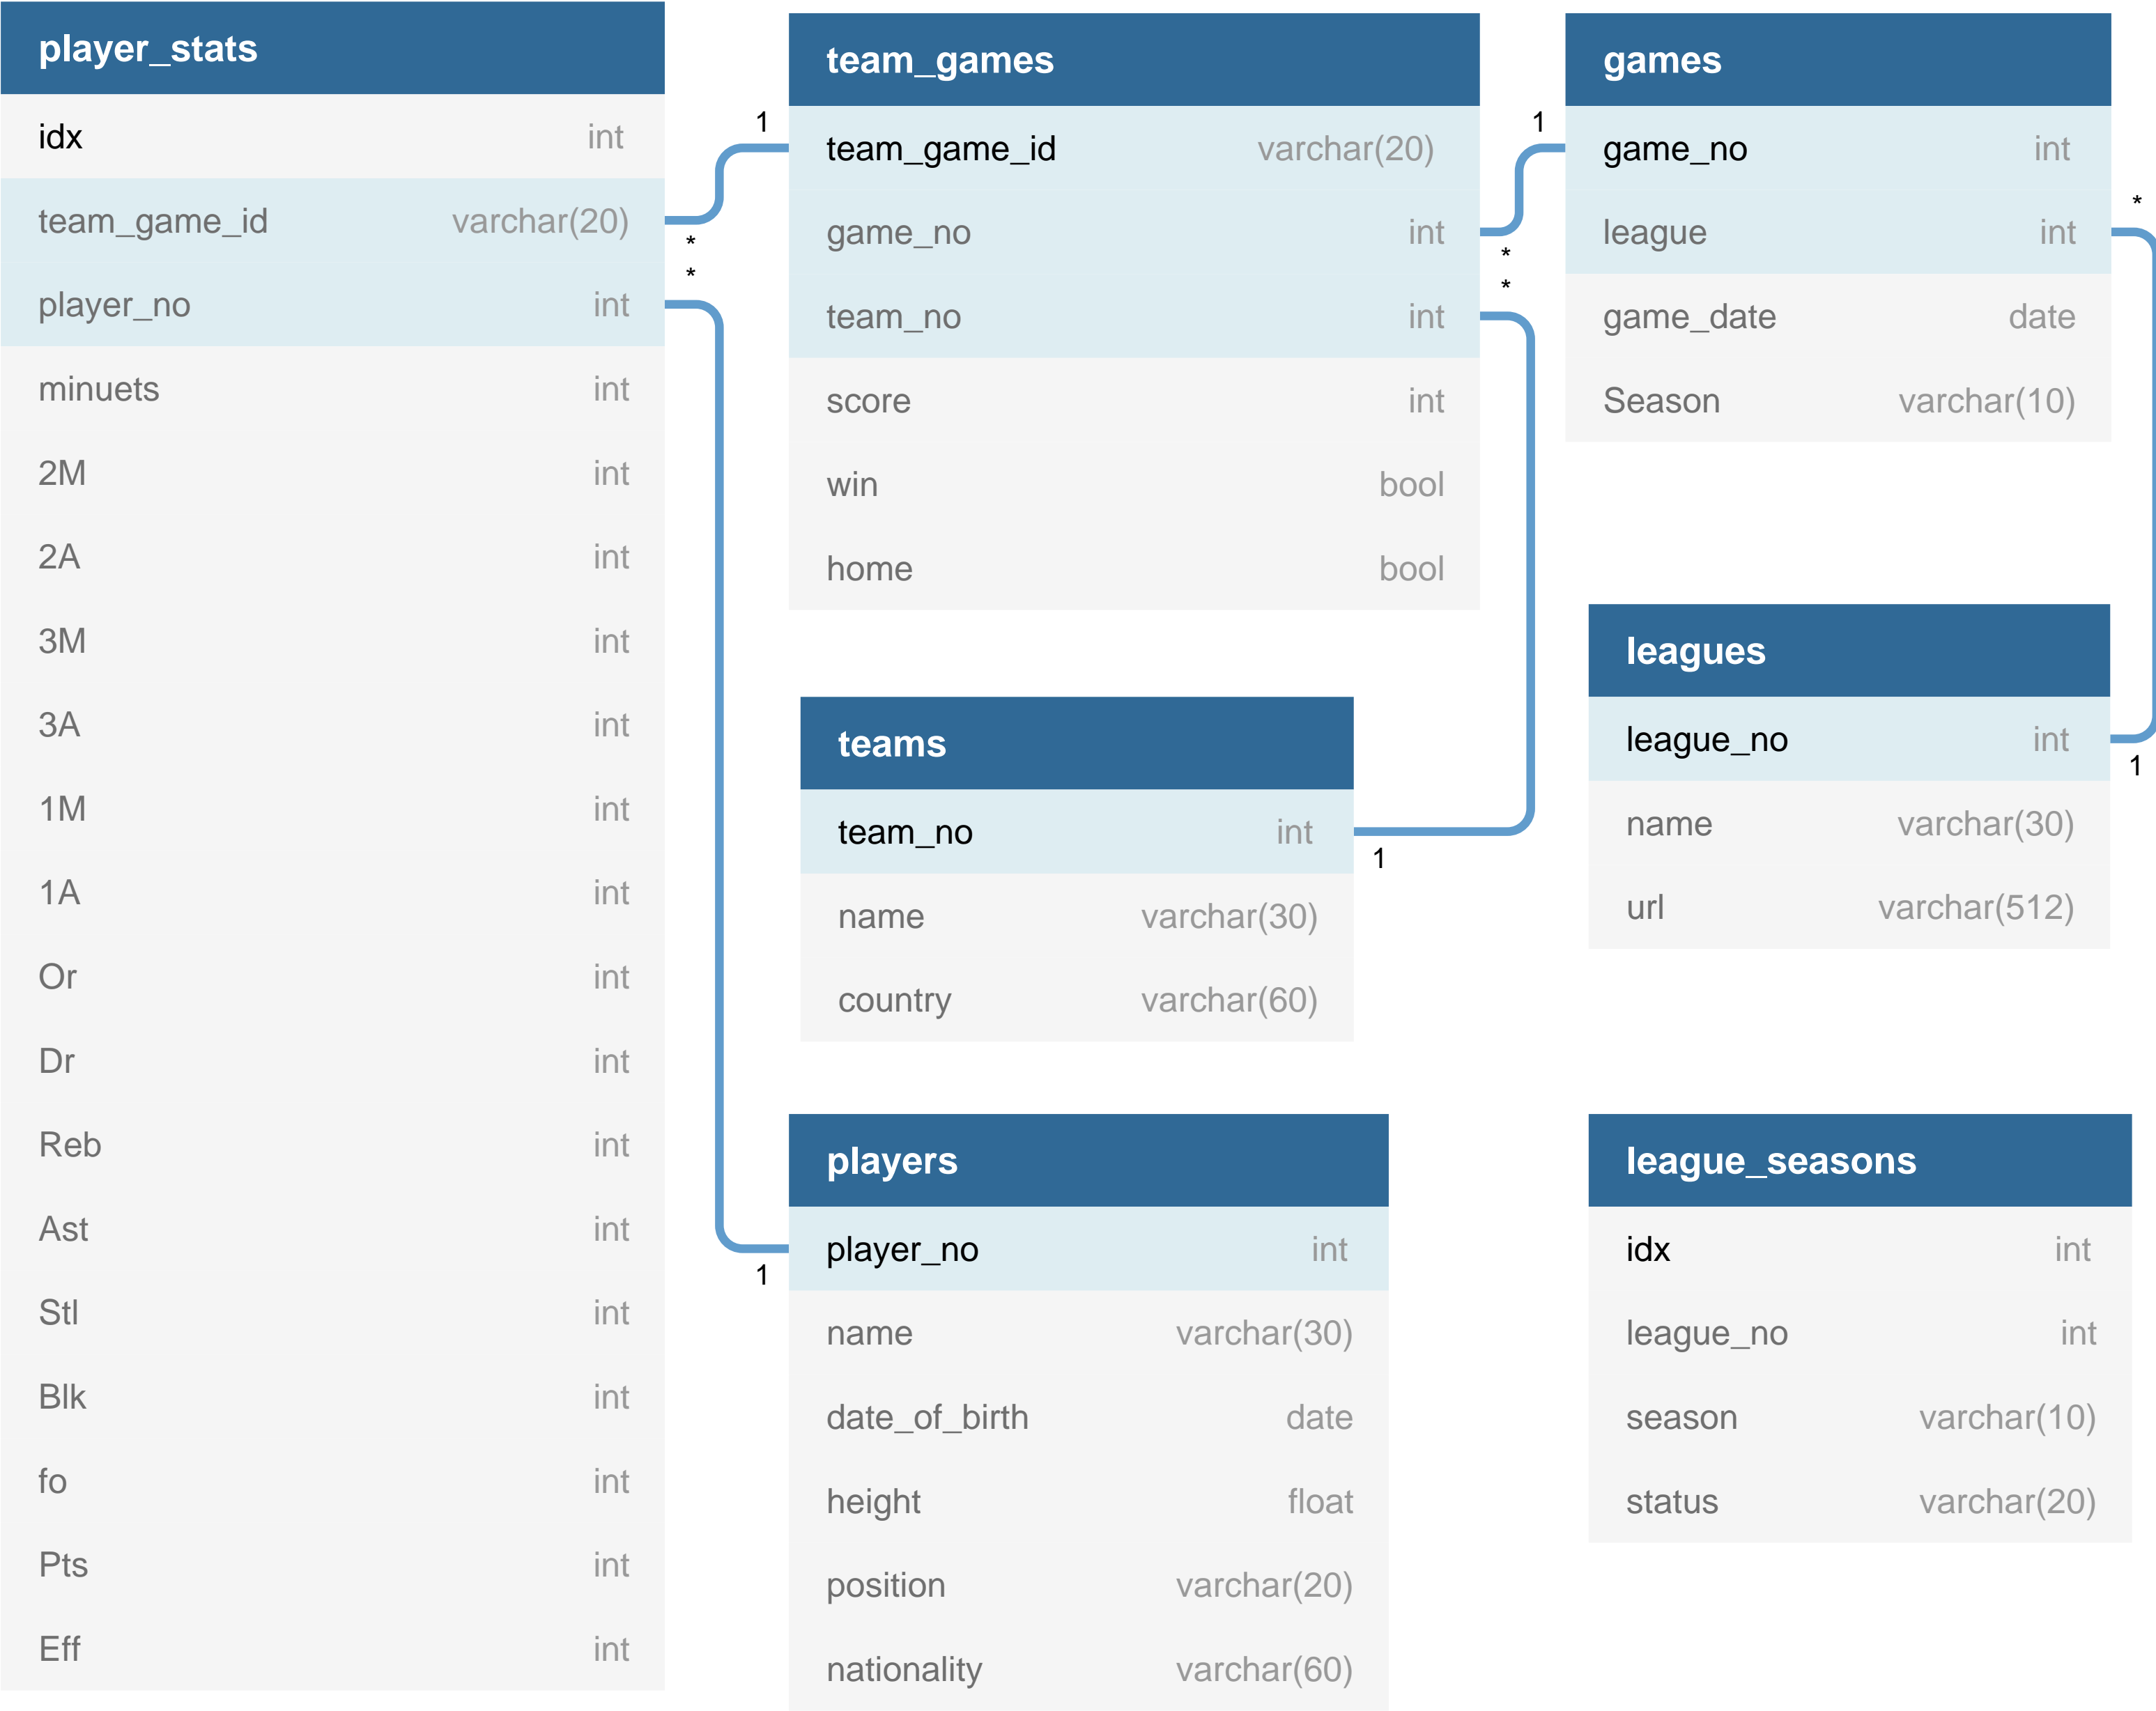 player_stats
idx int
team_game_id varchar(20)
player_no int
minuets int
2M int
2A int
3M int
3A int
1M int
1A int
Or int
Dr int
Reb int
Ast int
Stl int
Blk int
fo int
Pts int
Eff int
1
*
*
1
team_games
team_game_id varchar(20)
game_no int
team_no int
score int
win bool
home bool
1
*
*
1
teams
team_no int
name varchar(30)
country varchar(60)
players
player_no int
name varchar(30)
date_of_birth date
height float
position varchar(20)
nationality varchar(60)
games
game_no int
league int
game_date date
Season varchar(10)
*
1
leagues
league_no int
name varchar(30)
url varchar(512)
league_seasons
idx int
league_no int
season varchar(10)
status varchar(20)